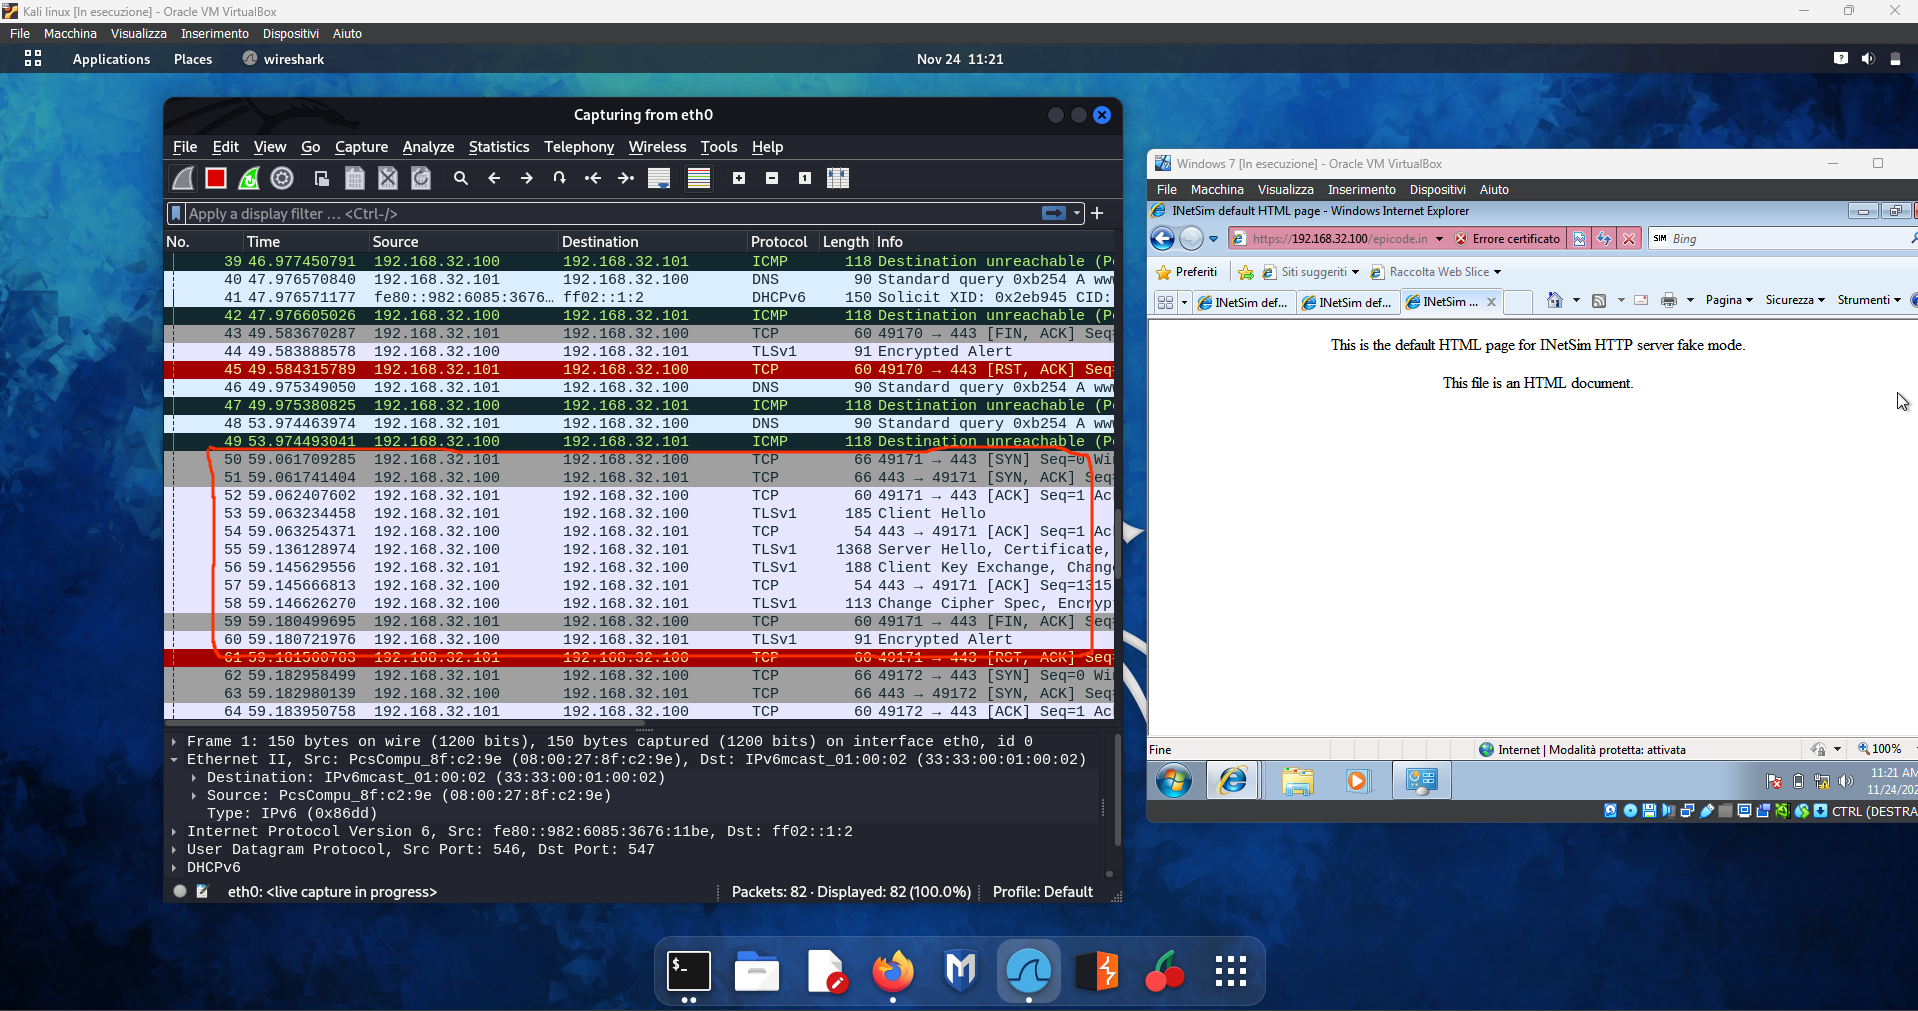 Kali linux [In esecuzione] - Oracle VM VirtualBox
File Macchina Visualizza Inserimento Dispositivi Aiuto
Applications Places wireshark Nov 24 11:21
Capturing from eth0
File Edit View Go Capture Analyze Statistics Telephony Wireless Tools Help
Apply a display filter ... <Ctrl-/>
No. Time Source Destination Protocol Length Info
39 46.977450791 192.168.32.100 192.168.32.101 ICMP 118 Destination unreachable (P
40 47.976570840 192.168.32.101 192.168.32.100 DNS 90 Standard query 0xb254 A ww
41 47.976571177 fe80::982:6085:3676… ff02::1:2 DHCPv6 150 Solicit XID: 0x2eb945 CID:
42 47.976605026 192.168.32.100 192.168.32.101 ICMP 118 Destination unreachable (P
43 49.583670287 192.168.32.101 192.168.32.100 TCP 60 49170 → 443 [FIN, ACK] Seq
44 49.583888578 192.168.32.100 192.168.32.101 TLSv1 91 Encrypted Alert
45 49.584315789 192.168.32.101 192.168.32.100 TCP 60 49170 → 443 [RST, ACK] Seq
46 49.975349050 192.168.32.101 192.168.32.100 DNS 90 Standard query 0xb254 A ww
47 49.975380825 192.168.32.100 192.168.32.101 ICMP 118 Destination unreachable (P
48 53.974463974 192.168.32.101 192.168.32.100 DNS 90 Standard query 0xb254 A ww
49 53.974493041 192.168.32.100 192.168.32.101 ICMP 118 Destination unreachable (P
50 59.061709285 192.168.32.101 192.168.32.100 TCP 66 49171 → 443 [SYN] Seq=0 Wi
51 59.061741404 192.168.32.100 192.168.32.101 TCP 66 443 → 49171 [SYN, ACK] Seq
52 59.062407602 192.168.32.101 192.168.32.100 TCP 60 49171 → 443 [ACK] Seq=1 Ac
53 59.063234458 192.168.32.101 192.168.32.100 TLSv1 185 Client Hello
54 59.063254371 192.168.32.100 192.168.32.101 TCP 54 443 → 49171 [ACK] Seq=1 Ac
55 59.136128974 192.168.32.100 192.168.32.101 TLSv1 1368 Server Hello, Certificate,
56 59.145629556 192.168.32.101 192.168.32.100 TLSv1 188 Client Key Exchange, Chang
57 59.145666813 192.168.32.100 192.168.32.101 TCP 54 443 → 49171 [ACK] Seq=1315
58 59.146626270 192.168.32.100 192.168.32.101 TLSv1 113 Change Cipher Spec, Encryp
59 59.180499695 192.168.32.101 192.168.32.100 TCP 60 49171 → 443 [FIN, ACK] Seq
60 59.180721976 192.168.32.100 192.168.32.101 TLSv1 91 Encrypted Alert
61 59.181560783 192.168.32.101 192.168.32.100 TCP 60 49171 → 443 [RST, ACK] Seq
62 59.182958499 192.168.32.101 192.168.32.100 TCP 66 49172 → 443 [SYN] Seq=0 Wi
63 59.182980139 192.168.32.100 192.168.32.101 TCP 66 443 → 49172 [SYN, ACK] Seq
64 59.183950758 192.168.32.101 192.168.32.100 TCP 60 49172 → 443 [ACK] Seq=1 Ac
Frame 1: 150 bytes on wire (1200 bits), 150 bytes captured (1200 bits) on interface eth0, id 0
Ethernet II, Src: PcsCompu_8f:c2:9e (08:00:27:8f:c2:9e), Dst: IPv6mcast_01:00:02 (33:33:00:01:00:02)
Destination: IPv6mcast_01:00:02 (33:33:00:01:00:02)
Source: PcsCompu_8f:c2:9e (08:00:27:8f:c2:9e)
Type: IPv6 (0x86dd)
Internet Protocol Version 6, Src: fe80::982:6085:3676:11be, Dst: ff02::1:2
User Datagram Protocol, Src Port: 546, Dst Port: 547
DHCPv6
eth0: <live capture in progress> Packets: 82 · Displayed: 82 (100.0%) Profile: Default
Windows 7 [In esecuzione] - Oracle VM VirtualBox
File Macchina Visualizza Inserimento Dispositivi Aiuto
INetSim default HTML page - Windows Internet Explorer
https://192.168.32.100/epicode.in Errore certificato SIM Bing
Preferiti Siti suggeriti Raccolta Web Slice
INetSim def... INetSim def... INetSim ... Pagina Sicurezza Strumenti
This is the default HTML page for INetSim HTTP server fake mode.
This file is an HTML document.
Fine Internet | Modalità protetta: attivata 100%
11:21 AM
11/24/202
CTRL (DESTRA
$_
M